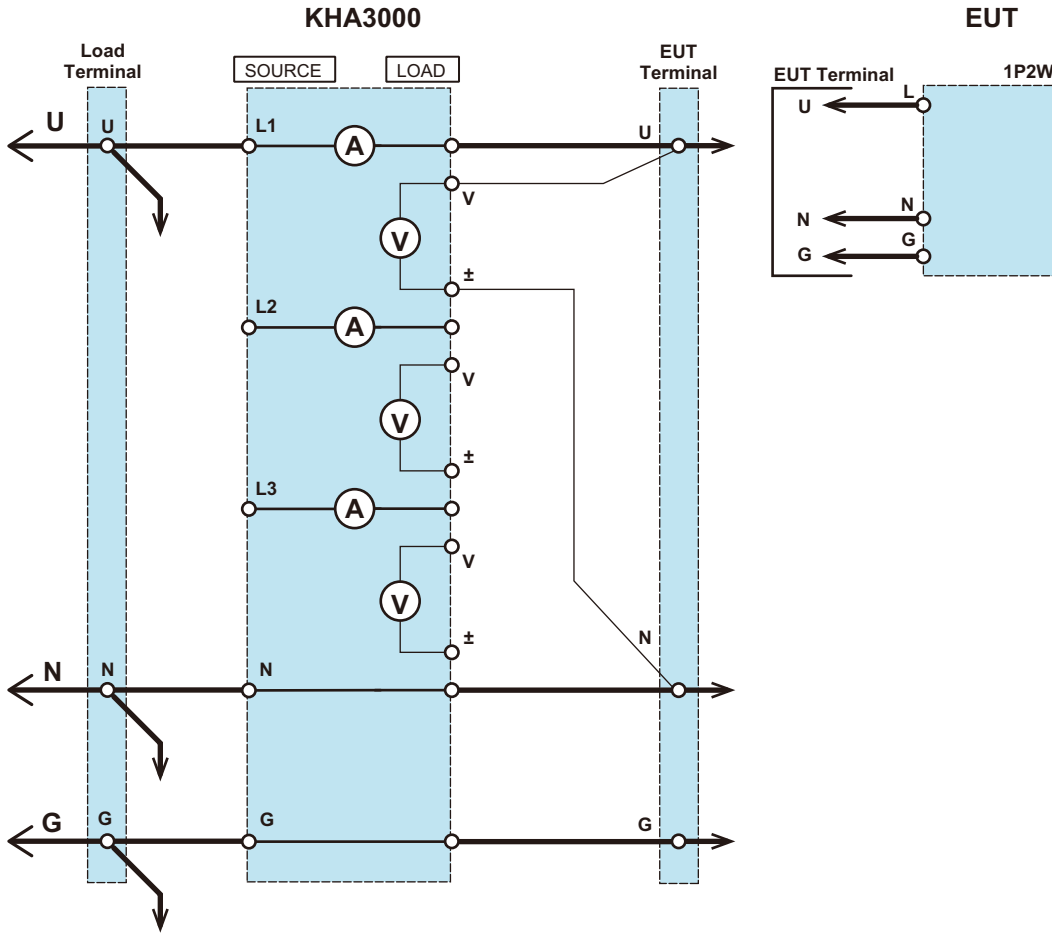 KHA3000
EUT
Load
Terminal
SOURCE
LOAD
EUT
Terminal
EUT Terminal
1P2W
U
L
U
U
L1
A
U
V
V
N
N
G
G
±
L2
A
V
V
±
L3
A
V
V
±
N
N
N
N
G
G
G
G